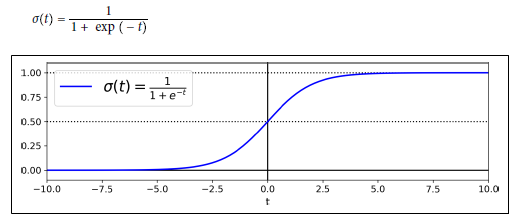 σ(t) = 1 / (1 + exp(−t))
1.00
σ(t) = 1 / (1 + e^−t)
0.75
0.50
0.25
0.00
−10.0 −7.5 −5.0 −2.5 0.0 2.5 5.0 7.5 10.0
t